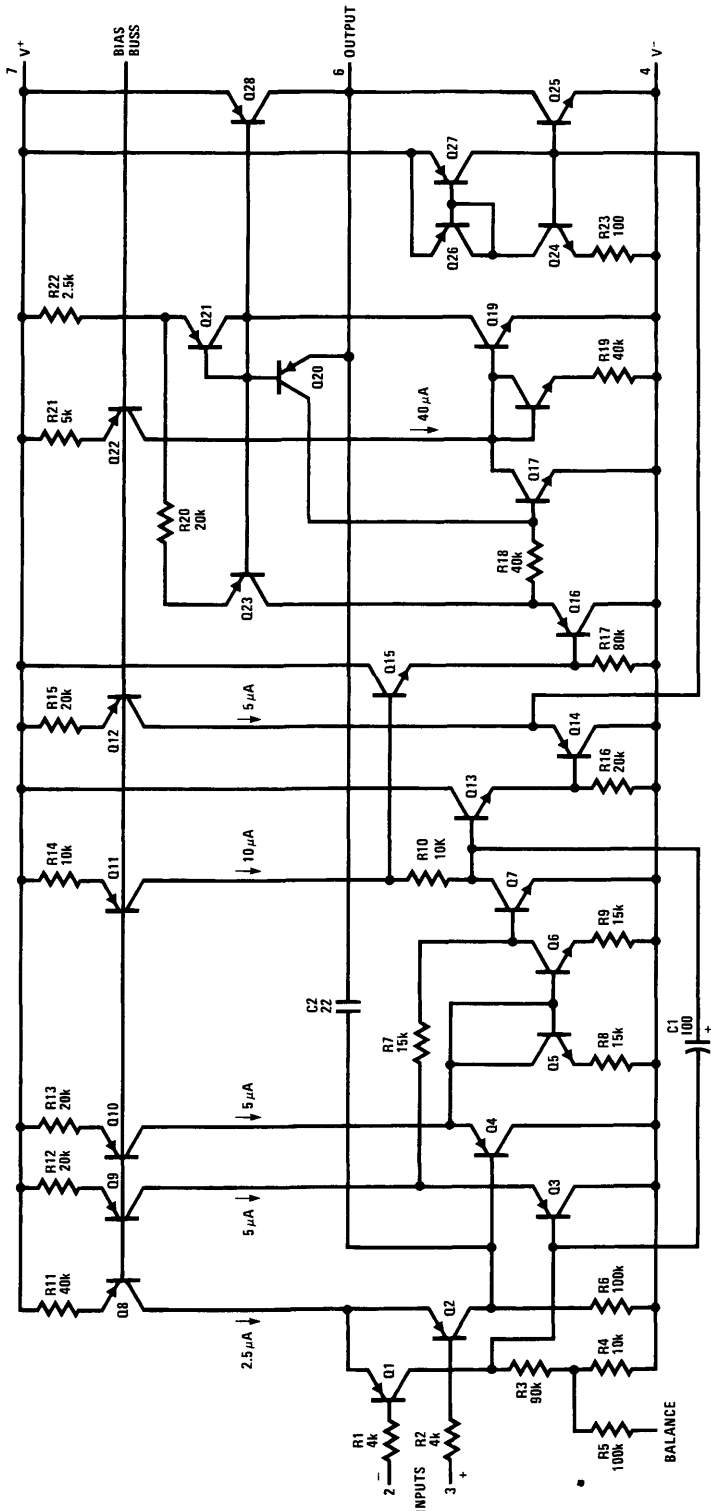 7 V+
BIAS
BUSS
6 OUTPUT
4 V-
R11
40k
R12
20k
R13
20k
R14
10k
R15
20k
R21
5k
R22
2.5k
Q8
Q9
Q10
Q11
Q12
Q22
R20
20k
Q21
Q23
Q28
Q20
2.5μA
5μA
5μA
10μA
5μA
40μA
C2
22
Q15
Q26
Q27
R1
4k
2 -
Q1
R2
4k
INPUTS
3 +
Q2
Q3
Q4
R7
15k
R10
10K
Q13
Q7
Q5
Q6
R8
15k
R9
15k
Q14
R16
20k
Q16
R17
80k
R18
40k
Q17
Q19
R19
40k
Q24
Q25
R23
100
R3
90k
R4
10k
R5
100k
R6
100k
BALANCE
C1
100
+